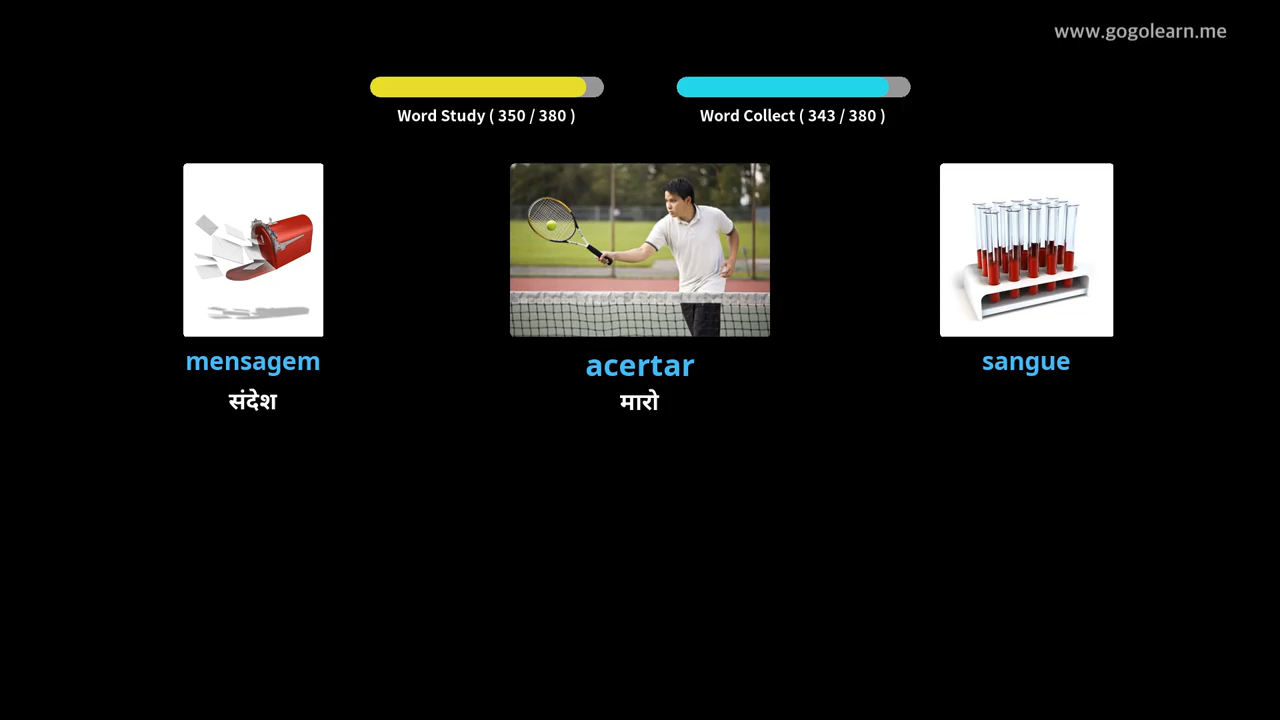 www.gogolearn.me
Word Study ( 350 / 380 )
Word Collect ( 343 / 380 )
mensagem
acertar
sangue
संदेश
मारो